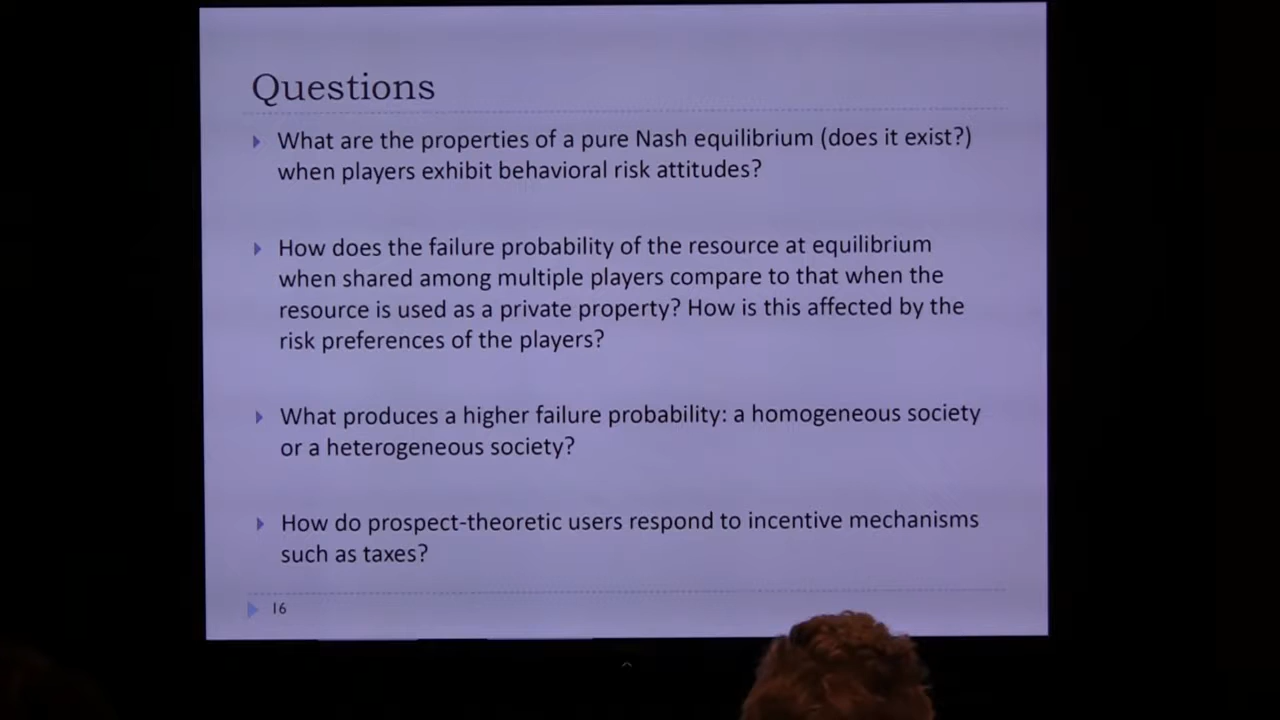 Questions
What are the properties of a pure Nash equilibrium (does it exist?)
when players exhibit behavioral risk attitudes?
How does the failure probability of the resource at equilibrium
when shared among multiple players compare to that when the
resource is used as a private property? How is this affected by the
risk preferences of the players?
What produces a higher failure probability: a homogeneous society
or a heterogeneous society?
How do prospect-theoretic users respond to incentive mechanisms
such as taxes?
16